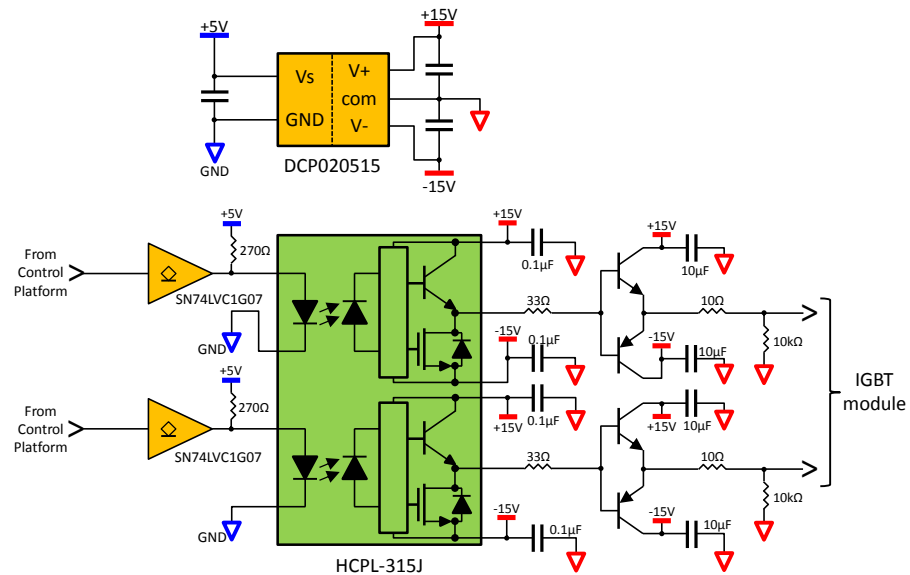 +5V
+15V
Vs
V+
com
GND
V-
GND
DCP020515
-15V
+5V
270Ω
From
Control
Platform
SN74LVC1G07
GND
+15V
0.1µF
33Ω
-15V
0.1µF
+15V
10µF
10Ω
-15V
10µF
10kΩ
+5V
270Ω
From
Control
Platform
SN74LVC1G07
GND
0.1µF
+15V
33Ω
-15V
0.1µF
+15V
10µF
10Ω
-15V
10µF
10kΩ
IGBT
module
HCPL-315J